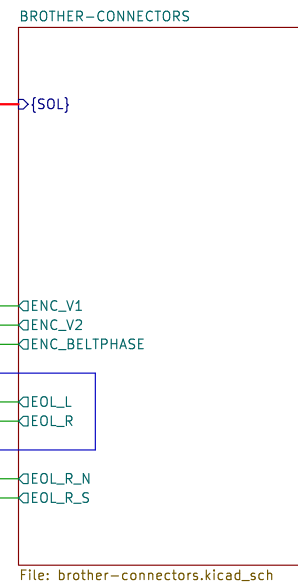 BROTHER-CONNECTORS
{SOL}
ENC_V1
ENC_V2
ENC_BELTPHASE
EOL_L
EOL_R
EOL_R_N
EOL_R_S
File: brother-connectors.kicad_sch